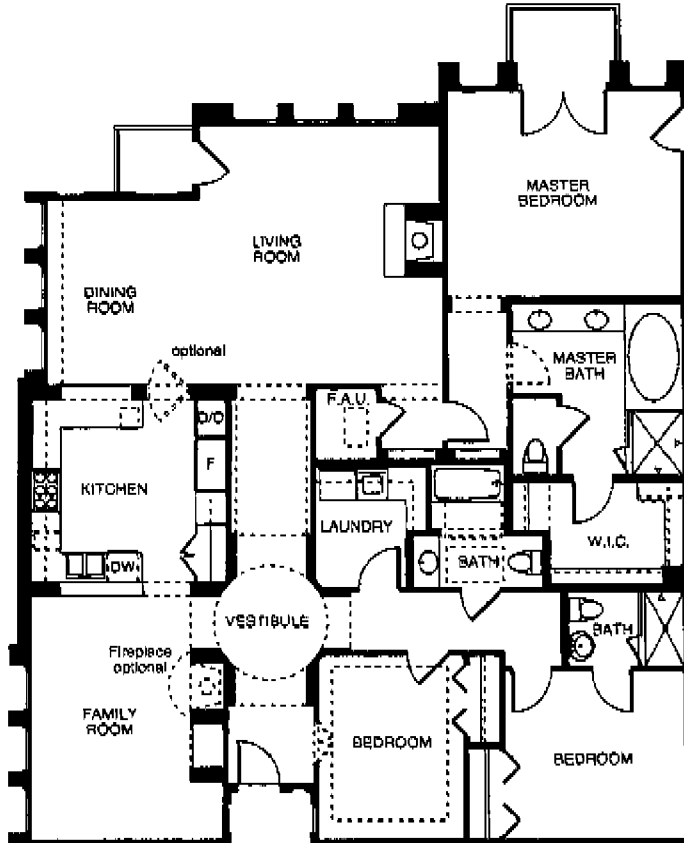 MASTER
BEDROOM
LIVING
ROOM
DINING
ROOM
optional
MASTER
BATH
F.A.U.
O/O
F
KITCHEN
LAUNDRY
W.I.C.
DW
BATH
VESTIBULE
BATH
Fireplace
optional
FAMILY
ROOM
BEDROOM
BEDROOM